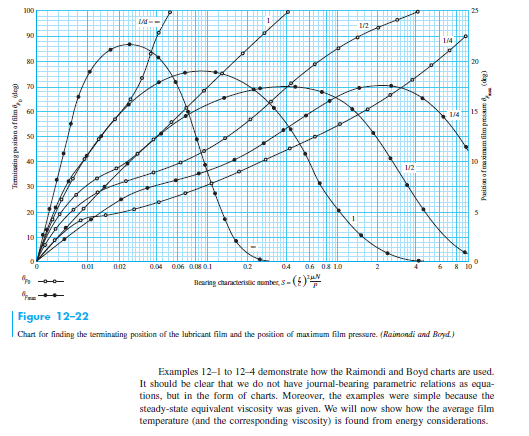 100
90
80
70
60
50
40
30
20
10
0
Terminating position of film θp0 (deg)
25
20
15
10
5
0
Position of maximum film pressure θpmax (deg)
l/d = ∞
1
1/2
1/4
1/4
1/2
1
∞
0 0.01 0.02 0.04 0.06 0.08 0.1 0.2 0.4 0.6 0.8 1.0 2 4 6 8 10
θp0
θpmax
Bearing characteristic number, S = (r/c)² μN/P
Figure 12–22
Chart for finding the terminating position of the lubricant film and the position of maximum film pressure. (Raimondi and Boyd.)
Examples 12–1 to 12–4 demonstrate how the Raimondi and Boyd charts are used.
It should be clear that we do not have journal-bearing parametric relations as equa-
tions, but in the form of charts. Moreover, the examples were simple because the
steady-state equivalent viscosity was given. We will now show how the average film
temperature (and the corresponding viscosity) is found from energy considerations.